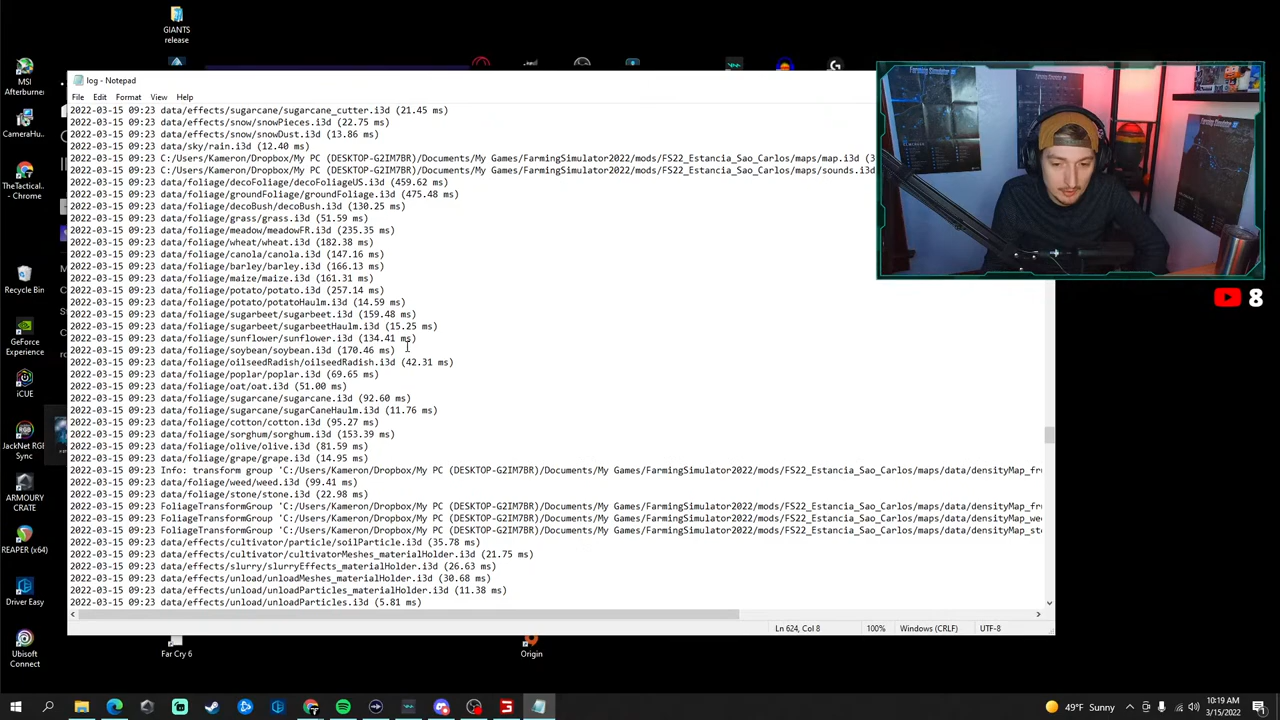 GIANTS
release
MSI
Afterburner
CameraHu...
TheTactical...
- Chrome
Recycle Bin
GeForce
Experience
iCUE
JackNet RGB
Sync
ARMOURY
CRATE
REAPER (x64)
Driver Easy
Ubisoft
Connect
log - Notepad
File Edit Format View Help
2022-03-15 09:23 data/effects/sugarcane/sugarcane_cutter.i3d (21.45 ms)
2022-03-15 09:23 data/effects/snow/snowPieces.i3d (22.75 ms)
2022-03-15 09:23 data/effects/snow/snowDust.i3d (13.86 ms)
2022-03-15 09:23 data/sky/rain.i3d (12.40 ms)
2022-03-15 09:23 C:/Users/Kameron/Dropbox/My PC (DESKTOP-G2IM7BR)/Documents/My Games/FarmingSimulator2022/mods/FS22_Estancia_Sao_Carlos/maps/map.i3d (3
2022-03-15 09:23 C:/Users/Kameron/Dropbox/My PC (DESKTOP-G2IM7BR)/Documents/My Games/FarmingSimulator2022/mods/FS22_Estancia_Sao_Carlos/maps/sounds.i3d
2022-03-15 09:23 data/foliage/decoFoliage/decoFoliageUS.i3d (459.62 ms)
2022-03-15 09:23 data/foliage/groundFoliage/groundFoliage.i3d (475.48 ms)
2022-03-15 09:23 data/foliage/decoBush/decoBush.i3d (130.25 ms)
2022-03-15 09:23 data/foliage/grass/grass.i3d (51.59 ms)
2022-03-15 09:23 data/foliage/meadow/meadowFR.i3d (235.35 ms)
2022-03-15 09:23 data/foliage/wheat/wheat.i3d (182.38 ms)
2022-03-15 09:23 data/foliage/canola/canola.i3d (147.16 ms)
2022-03-15 09:23 data/foliage/barley/barley.i3d (166.13 ms)
2022-03-15 09:23 data/foliage/maize/maize.i3d (161.31 ms)
2022-03-15 09:23 data/foliage/potato/potato.i3d (257.14 ms)
2022-03-15 09:23 data/foliage/potato/potatoHaulm.i3d (14.59 ms)
2022-03-15 09:23 data/foliage/sugarbeet/sugarbeet.i3d (159.48 ms)
2022-03-15 09:23 data/foliage/sugarbeet/sugarbeetHaulm.i3d (15.25 ms)
2022-03-15 09:23 data/foliage/sunflower/sunflower.i3d (134.41 ms)
2022-03-15 09:23 data/foliage/soybean/soybean.i3d (170.46 ms)
2022-03-15 09:23 data/foliage/oilseedRadish/oilseedRadish.i3d (42.31 ms)
2022-03-15 09:23 data/foliage/poplar/poplar.i3d (69.65 ms)
2022-03-15 09:23 data/foliage/oat/oat.i3d (51.00 ms)
2022-03-15 09:23 data/foliage/sugarcane/sugarcane.i3d (92.60 ms)
2022-03-15 09:23 data/foliage/sugarcane/sugarCaneHaulm.i3d (11.76 ms)
2022-03-15 09:23 data/foliage/cotton/cotton.i3d (95.27 ms)
2022-03-15 09:23 data/foliage/sorghum/sorghum.i3d (153.39 ms)
2022-03-15 09:23 data/foliage/olive/olive.i3d (81.59 ms)
2022-03-15 09:23 data/foliage/grape/grape.i3d (14.95 ms)
2022-03-15 09:23 Info: transform group 'C:/Users/Kameron/Dropbox/My PC (DESKTOP-G2IM7BR)/Documents/My Games/FarmingSimulator2022/mods/FS22_Estancia_Sao_Carlos/maps/data/densityMap_fru
2022-03-15 09:23 data/foliage/weed/weed.i3d (99.41 ms)
2022-03-15 09:23 data/foliage/stone/stone.i3d (22.98 ms)
2022-03-15 09:23 FoliageTransformGroup 'C:/Users/Kameron/Dropbox/My PC (DESKTOP-G2IM7BR)/Documents/My Games/FarmingSimulator2022/mods/FS22_Estancia_Sao_Carlos/maps/data/densityMap_fru
2022-03-15 09:23 FoliageTransformGroup 'C:/Users/Kameron/Dropbox/My PC (DESKTOP-G2IM7BR)/Documents/My Games/FarmingSimulator2022/mods/FS22_Estancia_Sao_Carlos/maps/data/densityMap_wee
2022-03-15 09:23 FoliageTransformGroup 'C:/Users/Kameron/Dropbox/My PC (DESKTOP-G2IM7BR)/Documents/My Games/FarmingSimulator2022/mods/FS22_Estancia_Sao_Carlos/maps/data/densityMap_sto
2022-03-15 09:23 data/effects/cultivator/particle/soilParticle.i3d (35.78 ms)
2022-03-15 09:23 data/effects/cultivator/cultivatorMeshes_materialHolder.i3d (21.75 ms)
2022-03-15 09:23 data/effects/slurry/slurryEffects_materialHolder.i3d (26.63 ms)
2022-03-15 09:23 data/effects/unload/unloadMeshes_materialHolder.i3d (30.68 ms)
2022-03-15 09:23 data/effects/unload/unloadParticles_materialHolder.i3d (11.38 ms)
2022-03-15 09:23 data/effects/unload/unloadParticles.i3d (5.81 ms)
Ln 624, Col 8 100% Windows (CRLF) UTF-8
8
Far Cry 6
Origin
49°F Sunny
10:19 AM
3/15/2022